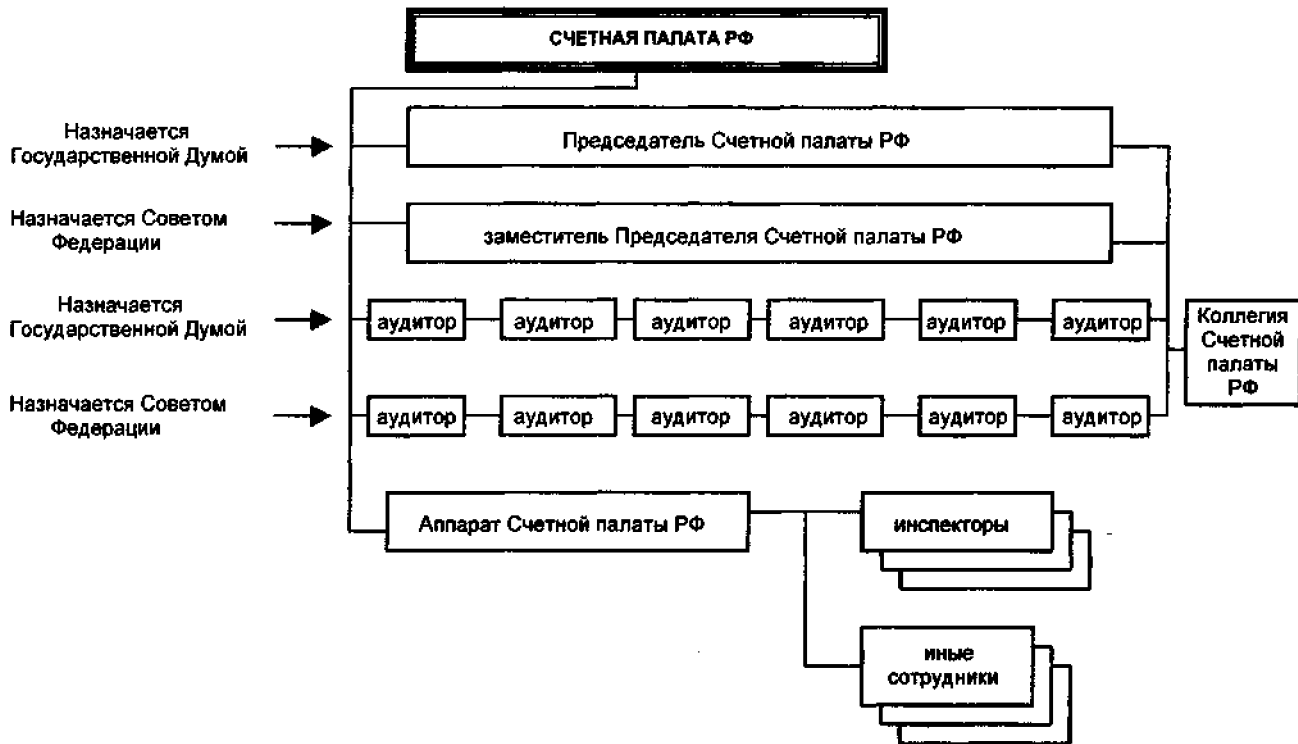 СЧЕТНАЯ ПАЛАТА РФ
Назначается
Государственной Думой
Председатель Счетной палаты РФ
Назначается Советом
Федерации
заместитель Председателя Счетной палаты РФ
Назначается
Государственной Думой
аудитор аудитор аудитор аудитор аудитор аудитор
Коллегия
Счетной
палаты
РФ
Назначается Советом
Федерации
аудитор аудитор аудитор аудитор аудитор аудитор
Аппарат Счетной палаты РФ
инспекторы
иные
сотрудники